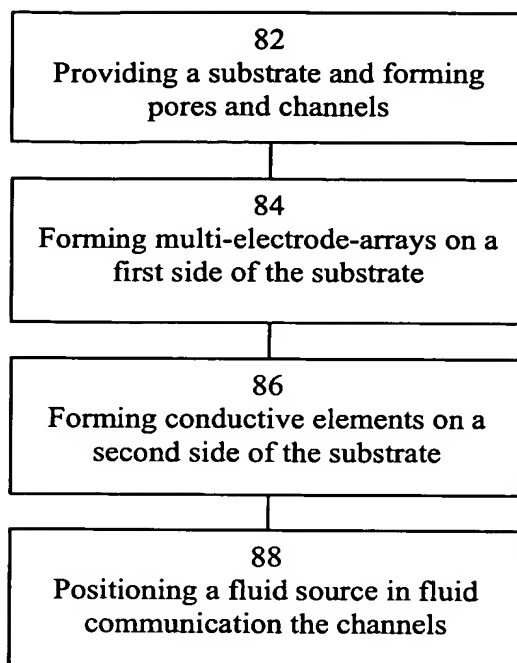 82
Providing a substrate and forming
pores and channels
84
Forming multi-electrode-arrays on a
first side of the substrate
86
Forming conductive elements on a
second side of the substrate
88
Positioning a fluid source in fluid
communication the channels